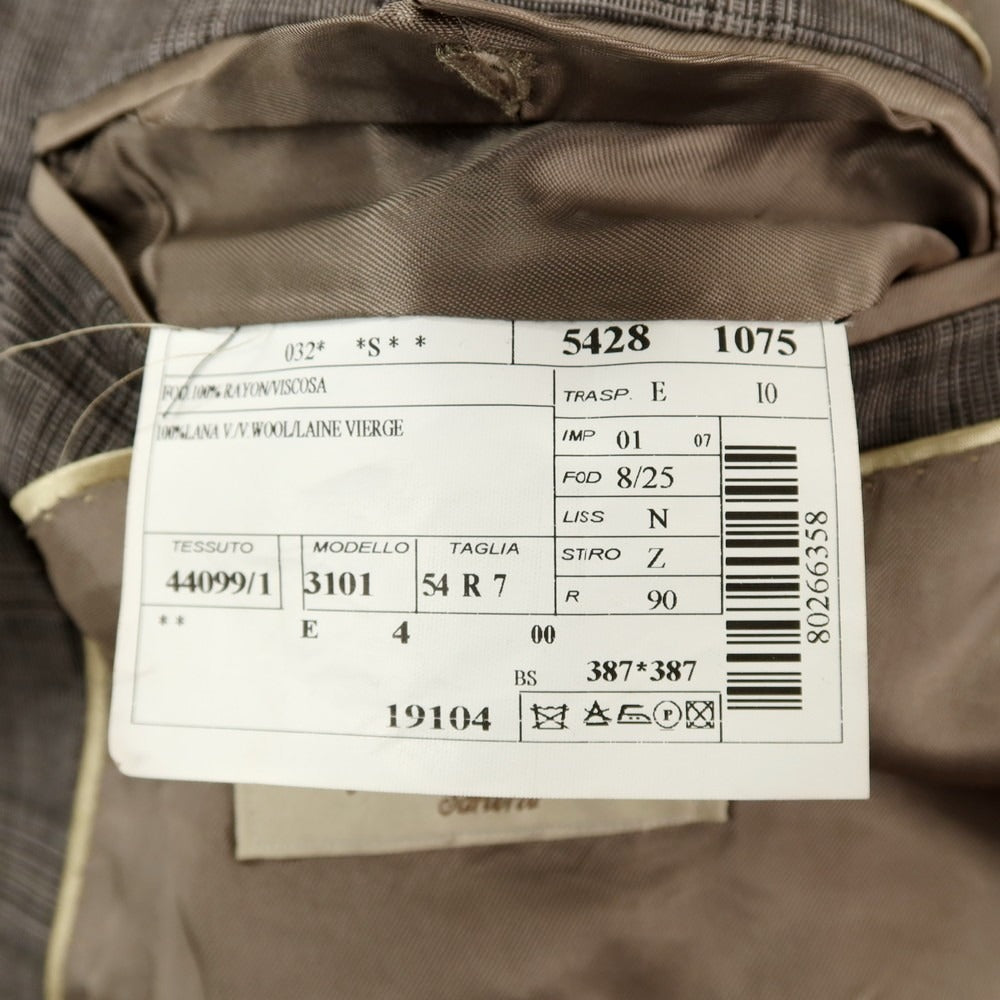 032* *S* * 5428 1075
FOD 100% RAYON/VISCOSA
100%LANA V./V.WOOL/LAINE VIERGE
TRASP. E I0
IMP 01 07
FOD 8/25
LISS N
STIRO Z
R 90
TESSUTO MODELLO TAGLIA
44099/1 3101 54 R 7
* * E 4 00
BS 387*387
19104
P
80266358